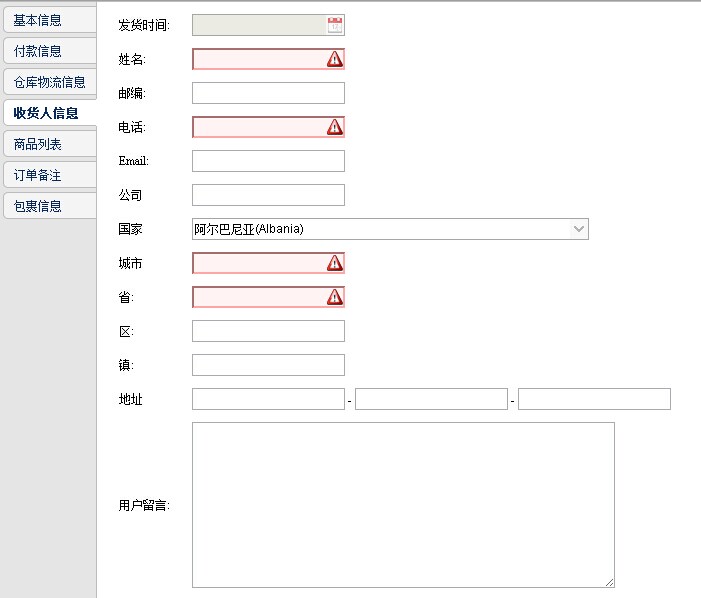 基本信息
付款信息
仓库物流信息
收货人信息
商品列表
订单备注
包裹信息
发货时间:
姓名:
邮编:
电话:
Email:
公司
国家
阿尔巴尼亚(Albania)
城市
省:
区:
镇:
地址
- -
用户留言: